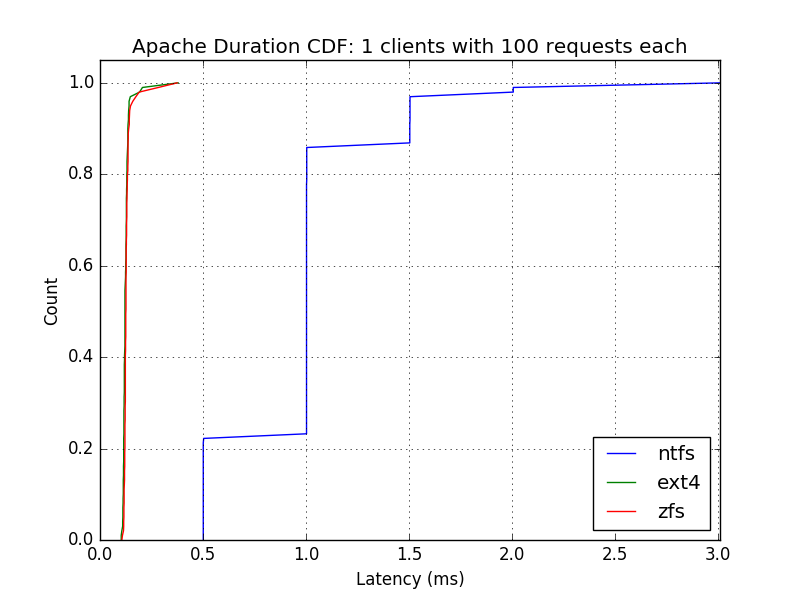 Apache Duration CDF: 1 clients with 100 requests each
Count
1.0
0.8
0.6
0.4
0.2
0.0
0.0 0.5 1.0 1.5 2.0 2.5 3.0
Latency (ms)
ntfs
ext4
zfs